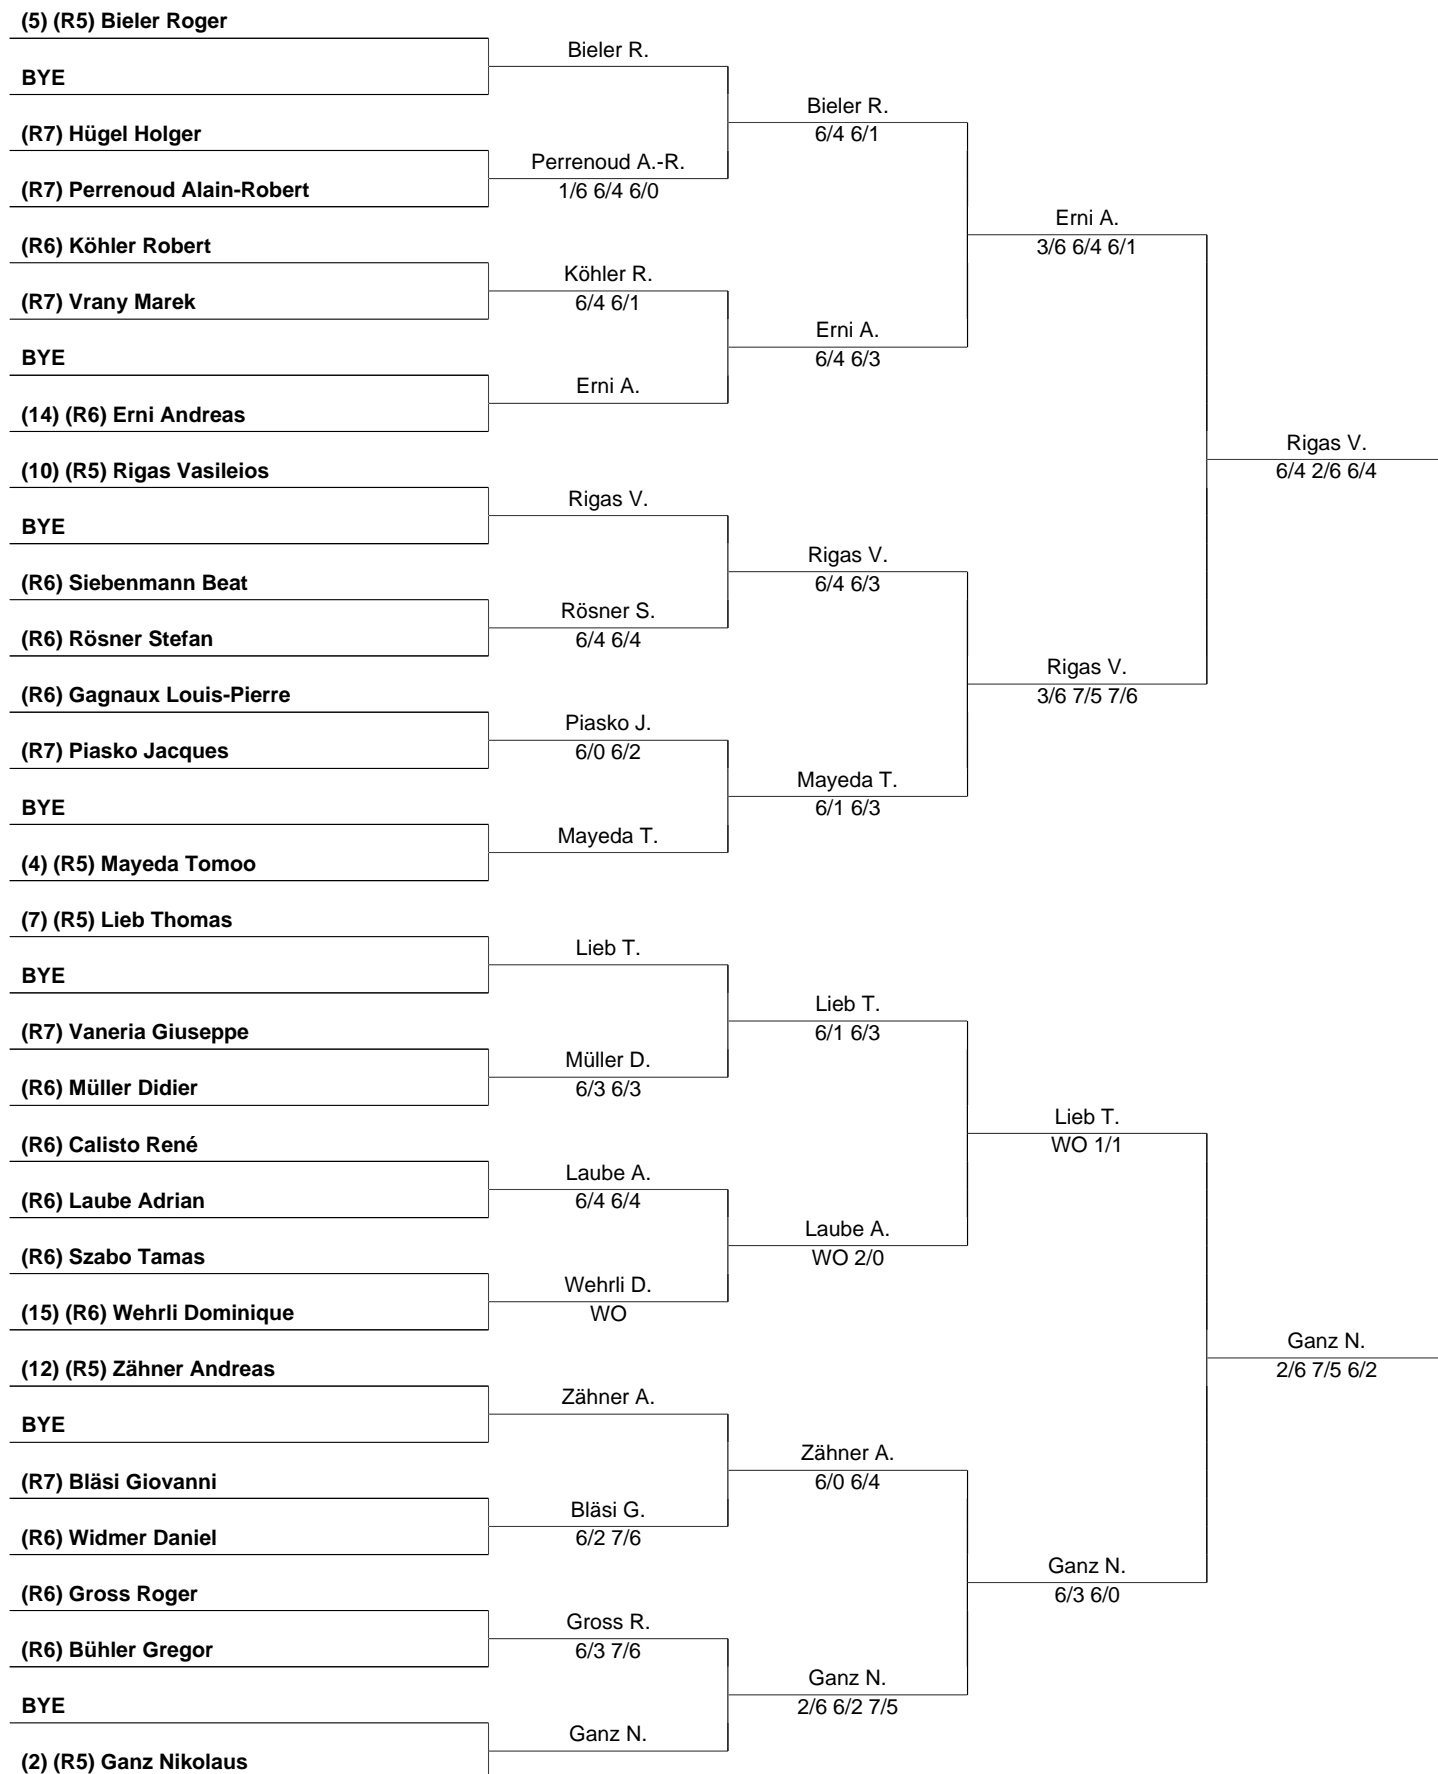 (5) (R5) Bieler Roger
Bieler R.
BYE
Bieler R.
6/4 6/1
(R7) Hügel Holger
Perrenoud A.-R.
1/6 6/4 6/0
(R7) Perrenoud Alain-Robert
Erni A.
3/6 6/4 6/1
(R6) Köhler Robert
Köhler R.
6/4 6/1
(R7) Vrany Marek
Erni A.
6/4 6/3
BYE
Erni A.
(14) (R6) Erni Andreas
Rigas V.
6/4 2/6 6/4
(10) (R5) Rigas Vasileios
Rigas V.
BYE
Rigas V.
6/4 6/3
(R6) Siebenmann Beat
Rösner S.
6/4 6/4
(R6) Rösner Stefan
Rigas V.
3/6 7/5 7/6
(R6) Gagnaux Louis-Pierre
Piasko J.
6/0 6/2
(R7) Piasko Jacques
Mayeda T.
6/1 6/3
BYE
Mayeda T.
(4) (R5) Mayeda Tomoo
(7) (R5) Lieb Thomas
Lieb T.
BYE
Lieb T.
6/1 6/3
(R7) Vaneria Giuseppe
Müller D.
6/3 6/3
(R6) Müller Didier
Lieb T.
WO 1/1
(R6) Calisto René
Laube A.
6/4 6/4
(R6) Laube Adrian
Laube A.
WO 2/0
(R6) Szabo Tamas
Wehrli D.
WO
(15) (R6) Wehrli Dominique
Ganz N.
2/6 7/5 6/2
(12) (R5) Zähner Andreas
Zähner A.
BYE
Zähner A.
6/0 6/4
(R7) Bläsi Giovanni
Bläsi G.
6/2 7/6
(R6) Widmer Daniel
Ganz N.
6/3 6/0
(R6) Gross Roger
Gross R.
6/3 7/6
(R6) Bühler Gregor
Ganz N.
2/6 6/2 7/5
BYE
Ganz N.
(2) (R5) Ganz Nikolaus